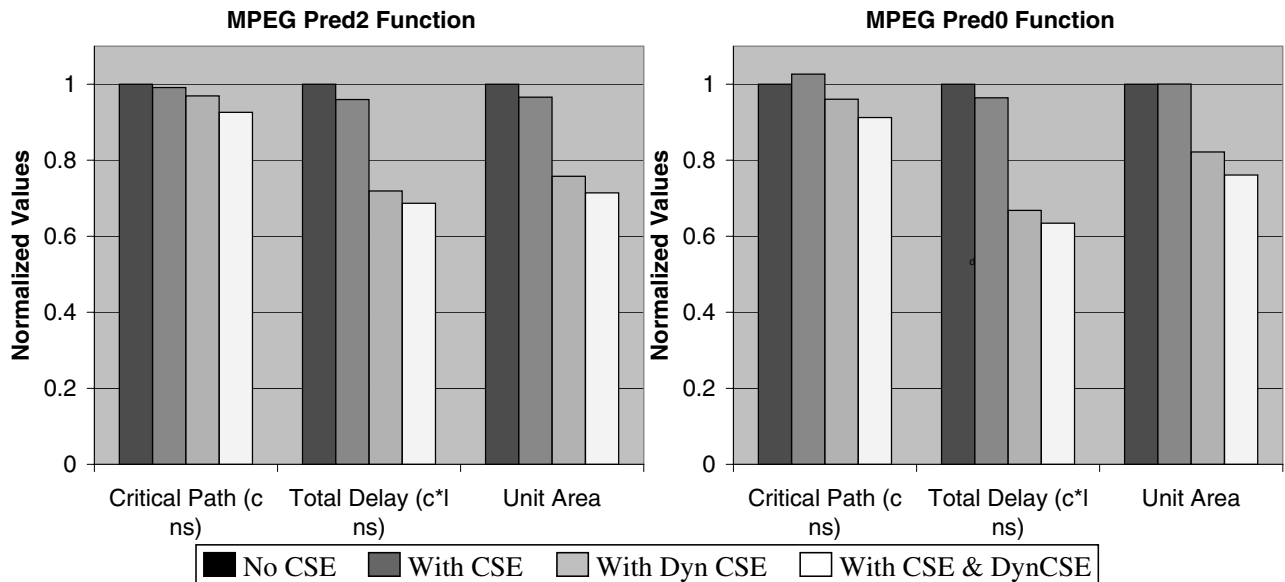 MPEG Pred2 Function
Normalized Values
1
0.8
0.6
0.4
0.2
0
Critical Path (c
ns)
Total Delay (c*l
ns)
Unit Area
MPEG Pred0 Function
Normalized Values
1
0.8
0.6
0.4
0.2
0
Critical Path (c
ns)
Total Delay (c*l
ns)
Unit Area
No CSE
With CSE
With Dyn CSE
With CSE & DynCSE